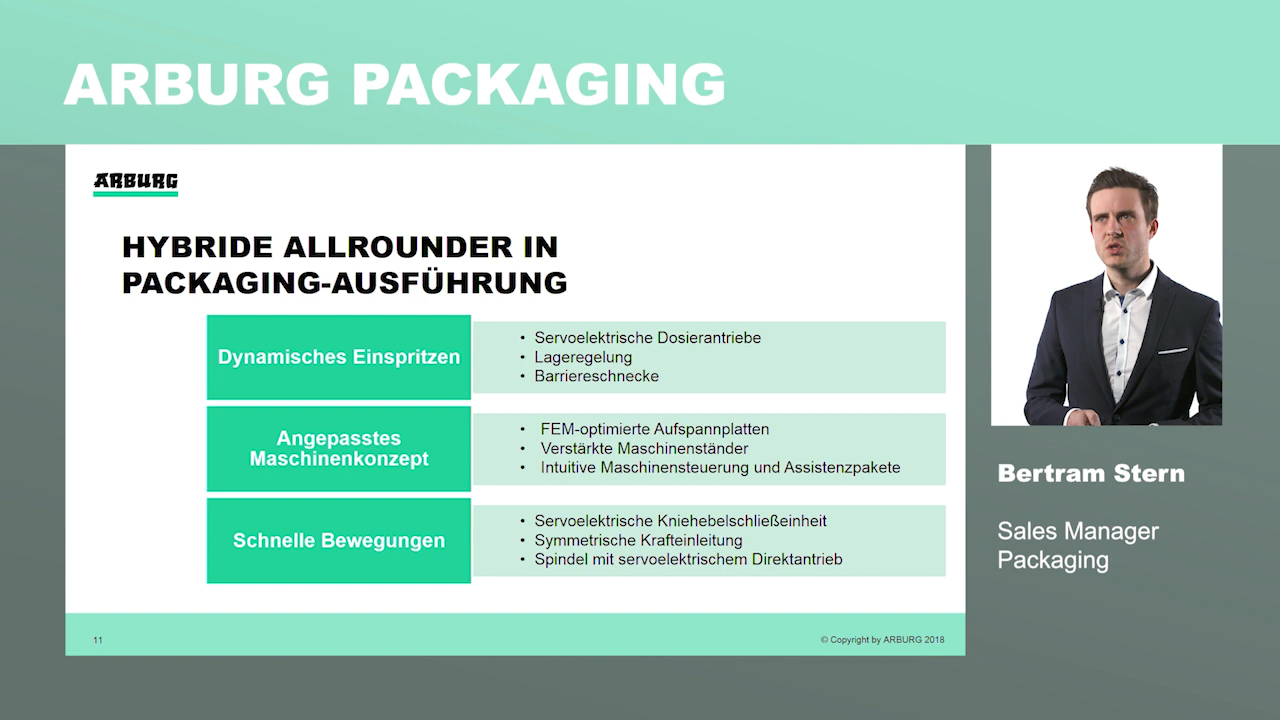 ARBURG PACKAGING
ARBURG
HYBRIDE ALLROUNDER IN
PACKAGING-AUSFÜHRUNG
Dynamisches Einspritzen
• Servoelektrische Dosierantriebe
• Lageregelung
• Barriereschnecke
Angepasstes
Maschinenkonzept
• FEM-optimierte Aufspannplatten
• Verstärkte Maschinenständer
• Intuitive Maschinensteuerung und Assistenzpakete
Schnelle Bewegungen
• Servoelektrische Kniehebelschließeinheit
• Symmetrische Krafteinleitung
• Spindel mit servoelektrischem Direktantrieb
11
© Copyright by ARBURG 2018
Bertram Stern
Sales Manager
Packaging